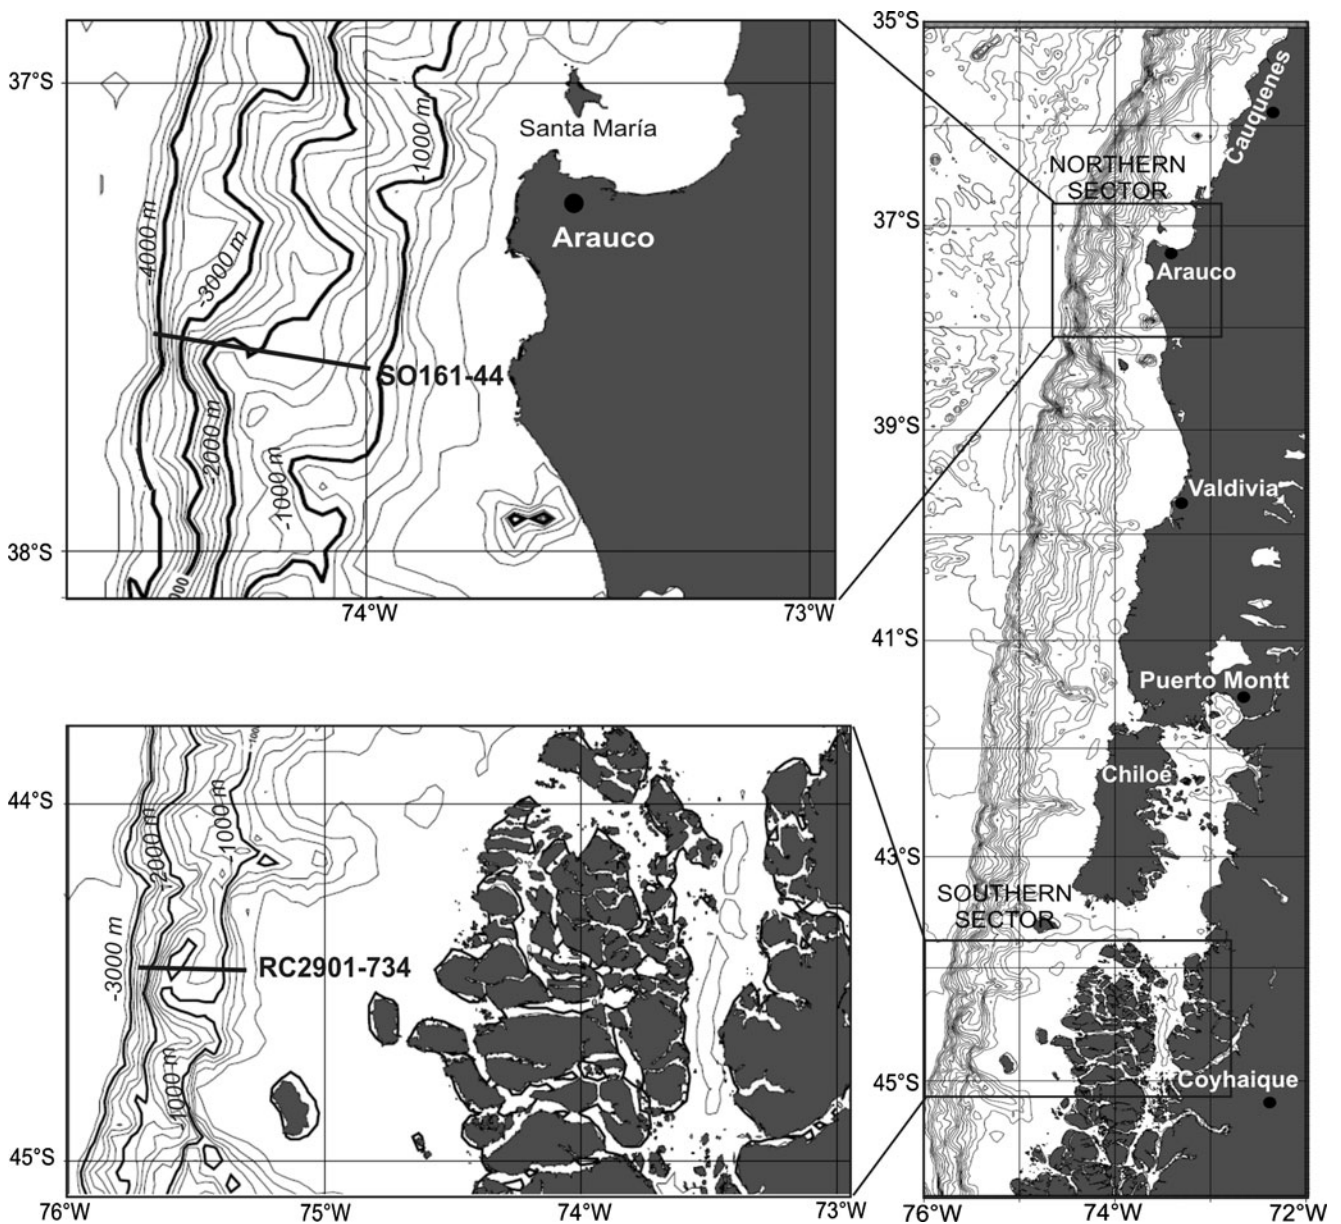 37°S
38°S
74°W
73°W
-4000 m
-3000 m
-2000 m
-1000 m
-1000 m
Santa María
Arauco
SO161-44
44°S
45°S
76°W
75°W
74°W
73°W
-3000 m
-2000 m
-1000 m
1000 m
RC2901-734
35°S
37°S
39°S
41°S
43°S
45°S
76°W
74°W
72°W
Cauquenes
NORTHERN
SECTOR
Arauco
Valdivia
Puerto Montt
Chiloé
SOUTHERN
SECTOR
Coyhaique